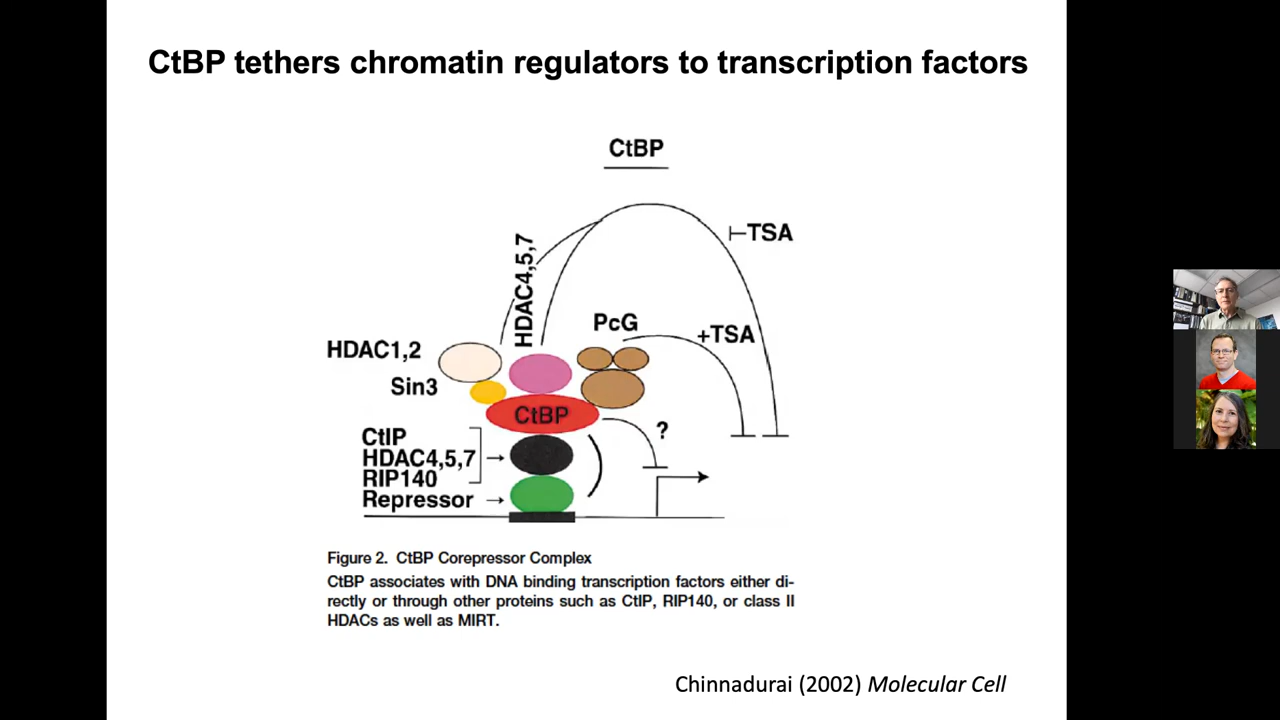 CtBP tethers chromatin regulators to transcription factors
CtBP
HDAC4,5,7
⊢TSA
PcG
+TSA
HDAC1,2
Sin3
CtBP
?
CtIP
HDAC4,5,7
RIP140
Repressor
Figure 2. CtBP Corepressor Complex
CtBP associates with DNA binding transcription factors either di-
rectly or through other proteins such as CtIP, RIP140, or class II
HDACs as well as MIRT.
Chinnadurai (2002) Molecular Cell